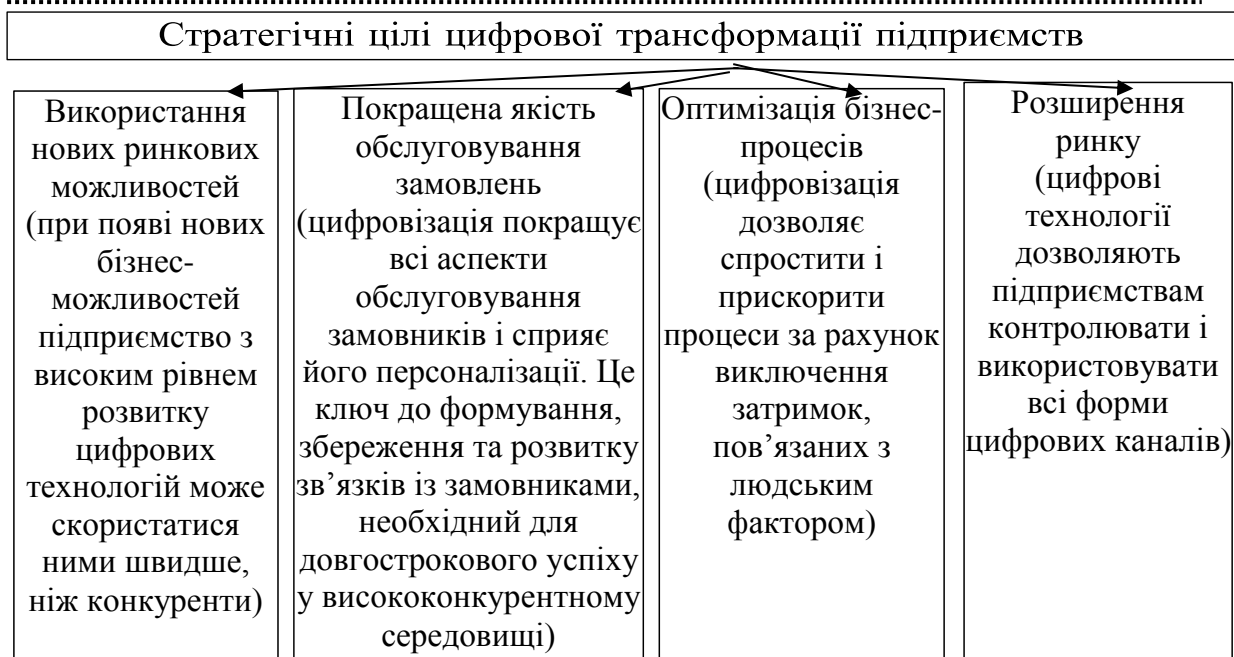 Стратегічні цілі цифрової трансформації підприємств
Використання
нових ринкових
можливостей
(при появі нових
бізнес-
можливостей
підприємство з
високим рівнем
розвитку
цифрових
технологій може
скористатися
ними швидше,
ніж конкуренти)
Покращена якість
обслуговування
замовлень
(цифровізація покращує
всі аспекти
обслуговування
замовників і сприяє
його персоналізації. Це
ключ до формування,
збереження та розвитку
зв’язків із замовниками,
необхідний для
довгострокового успіху
у висококонкурентному
середовищі)
Оптимізація бізнес-
процесів
(цифровізація
дозволяє
спростити і
прискорити
процеси за рахунок
виключення
затримок,
пов’язаних з
людським
фактором)
Розширення
ринку
(цифрові
технології
дозволяють
підприємствам
контролювати і
використовувати
всі форми
цифрових каналів)